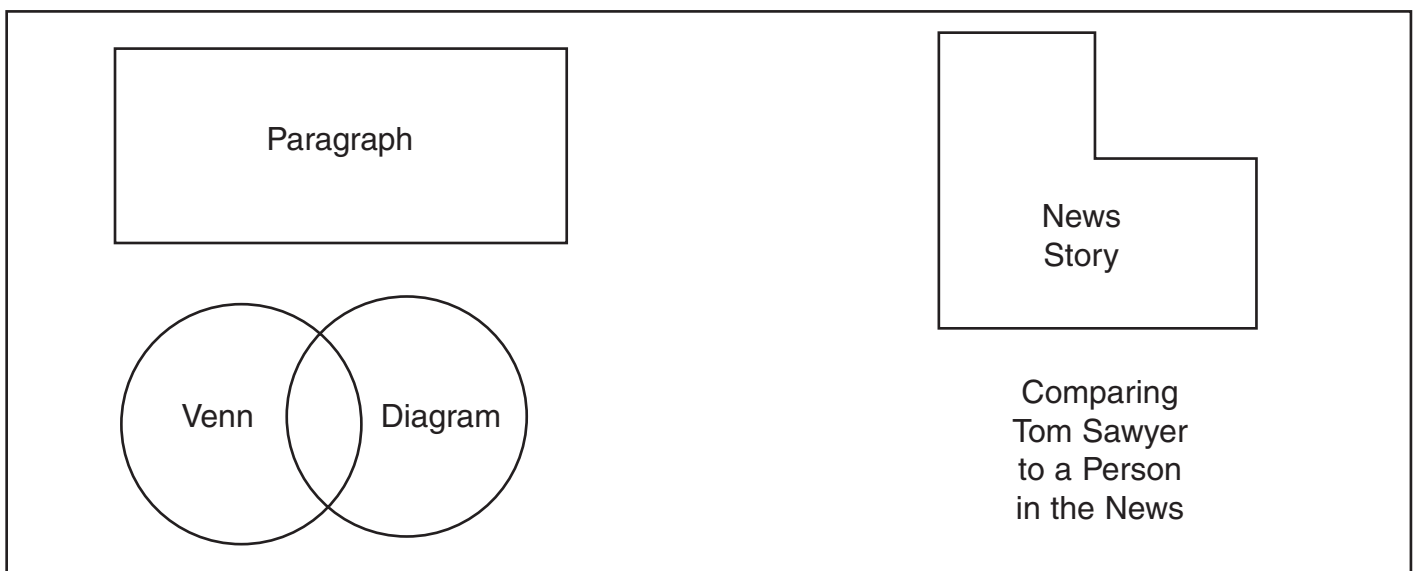 Paragraph
Venn
Diagram
News
Story
Comparing
Tom Sawyer
to a Person
in the News